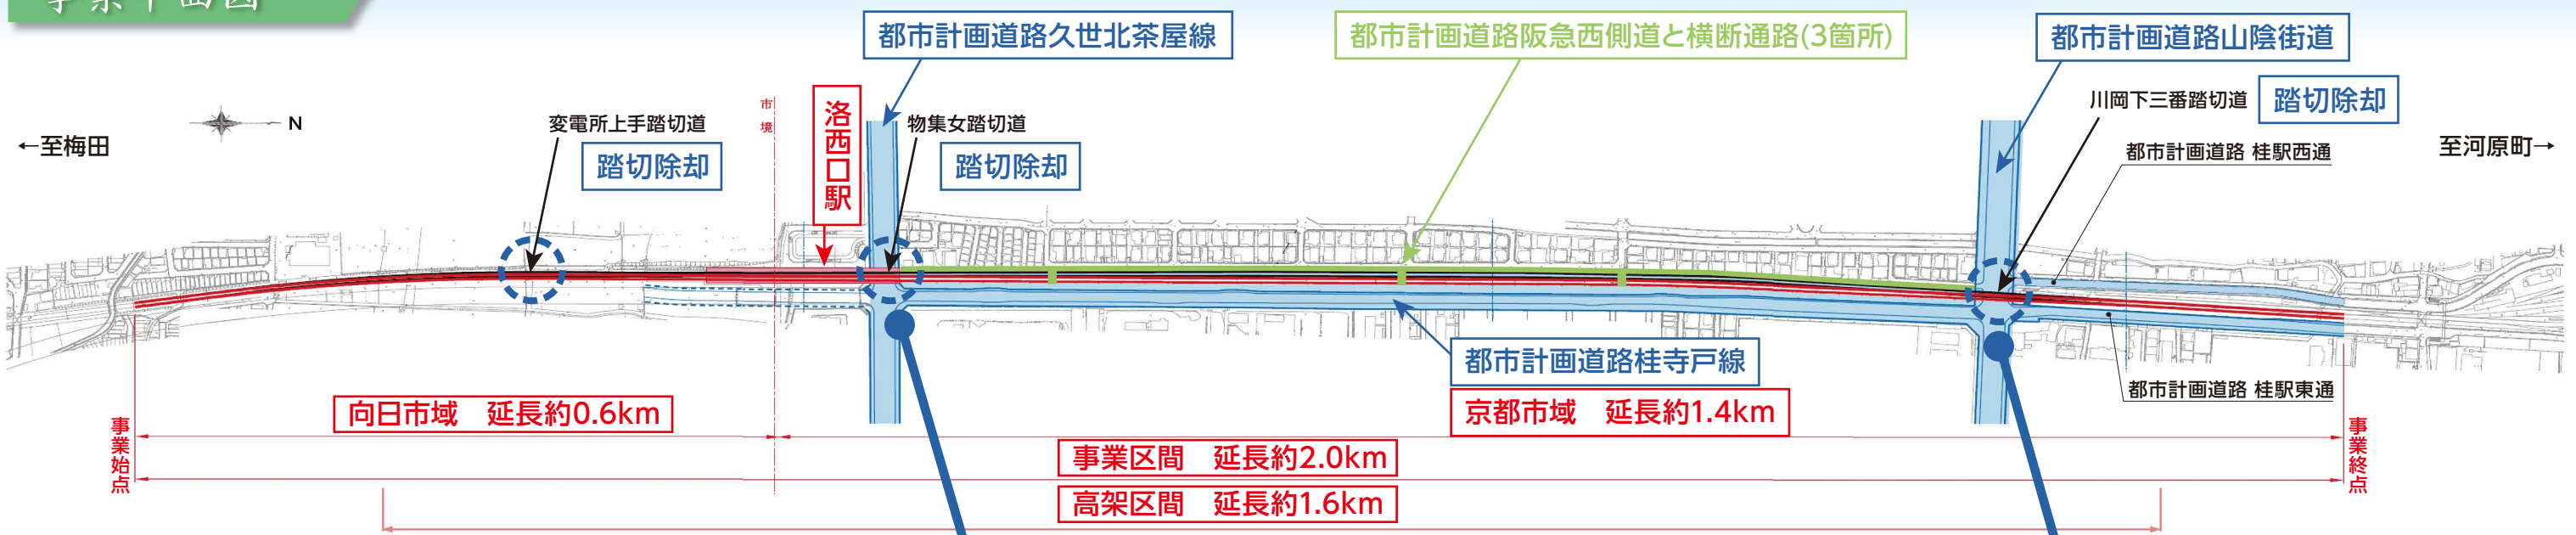 事業平面図
都市計画道路久世北茶屋線
都市計画道路阪急西側道と横断通路(3箇所)
都市計画道路山陰街道
←至梅田
N
変電所上手踏切道
踏切除却
市境
洛西口駅
物集女踏切道
踏切除却
川岡下三番踏切道
踏切除却
都市計画道路 桂駅西通
至河原町→
都市計画道路桂寺戸線
都市計画道路 桂駅東通
向日市域　延長約0.6km
京都市域　延長約1.4km
事業始点
事業区間　延長約2.0km
事業終点
高架区間　延長約1.6km